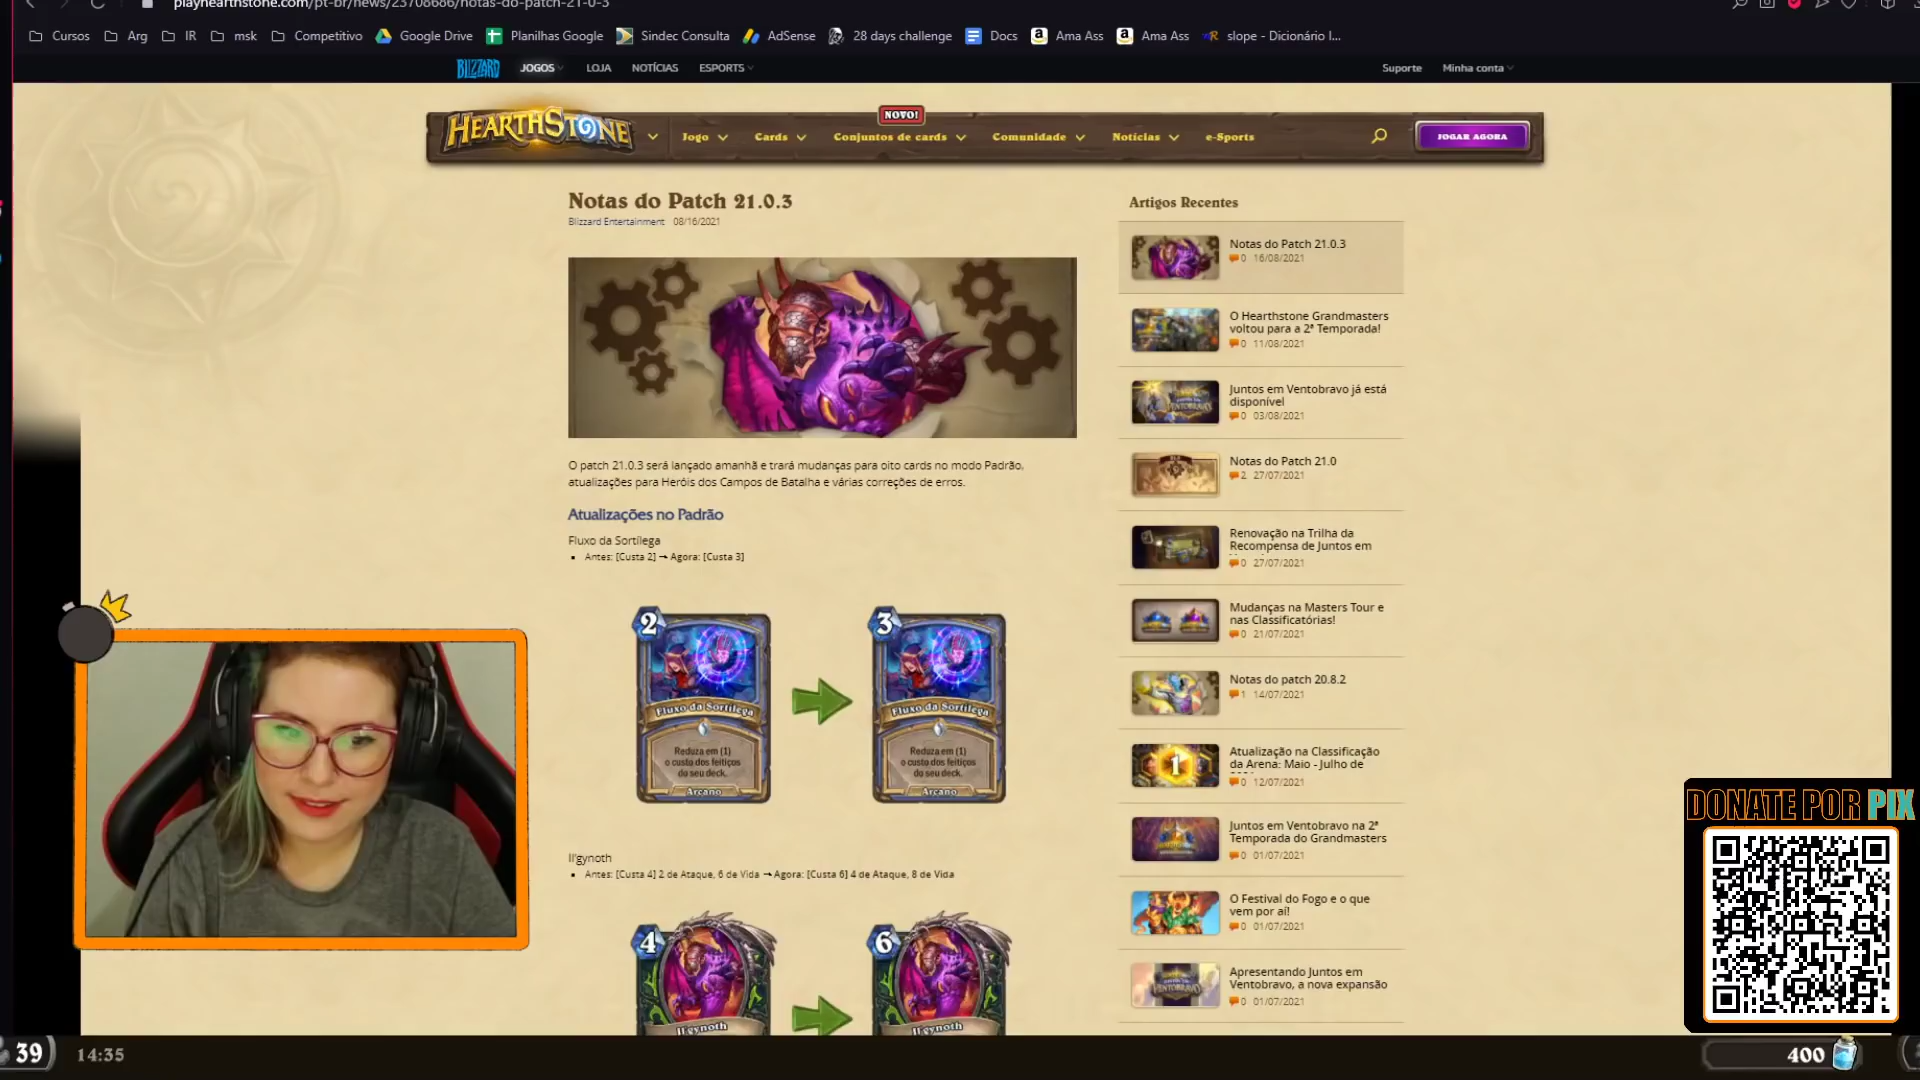 playhearthstone.com/pt-br/news/23708686/notas-do-patch-21-0-3
Cursos
Arg
IR
msk
Competitivo
Google Drive
Planilhas Google
Sindec Consulta
AdSense
28 days challenge
Docs
Ama Ass
Ama Ass
slope - Dicionário I...
BLIZZARD
JOGOS
LOJA
NOTÍCIAS
ESPORTS
Suporte
Minha conta
HEARTHSTONE
Jogo
Cards
NOVO!
Conjuntos de cards
Comunidade
Notícias
e-Sports
JOGAR AGORA
Notas do Patch 21.0.3
Blizzard Entertainment 08/16/2021
O patch 21.0.3 será lançado amanhã e trará mudanças para oito cards no modo Padrão,
atualizações para Heróis dos Campos de Batalha e várias correções de erros.
Atualizações no Padrão
Fluxo da Sortílega
Antes: [Custa 2] → Agora: [Custa 3]
2
Fluxo da Sortílega
Reduza em (1)
o custo dos feitiços
do seu deck.
Arcano
3
Fluxo da Sortílega
Reduza em (1)
o custo dos feitiços
do seu deck.
Arcano
Il'gynoth
Antes: [Custa 4] 2 de Ataque, 6 de Vida → Agora: [Custa 6] 4 de Ataque, 8 de Vida
4
Il'gynoth
6
Il'gynoth
Artigos Recentes
Notas do Patch 21.0.3
0 16/08/2021
O Hearthstone Grandmasters
voltou para a 2ª Temporada!
0 11/08/2021
Juntos em Ventobravo já está
disponível
0 03/08/2021
Notas do Patch 21.0
2 27/07/2021
Renovação na Trilha da
Recompensa de Juntos em
0 27/07/2021
Mudanças na Masters Tour e
nas Classificatórias!
0 21/07/2021
Notas do patch 20.8.2
1 14/07/2021
1
Atualização na Classificação
da Arena: Maio - Julho de
0 12/07/2021
Juntos em Ventobravo na 2ª
Temporada do Grandmasters
0 01/07/2021
O Festival do Fogo e o que
vem por aí!
0 01/07/2021
Apresentando Juntos em
Ventobravo, a nova expansão
0 01/07/2021
DONATE POR PIX
39
14:35
400